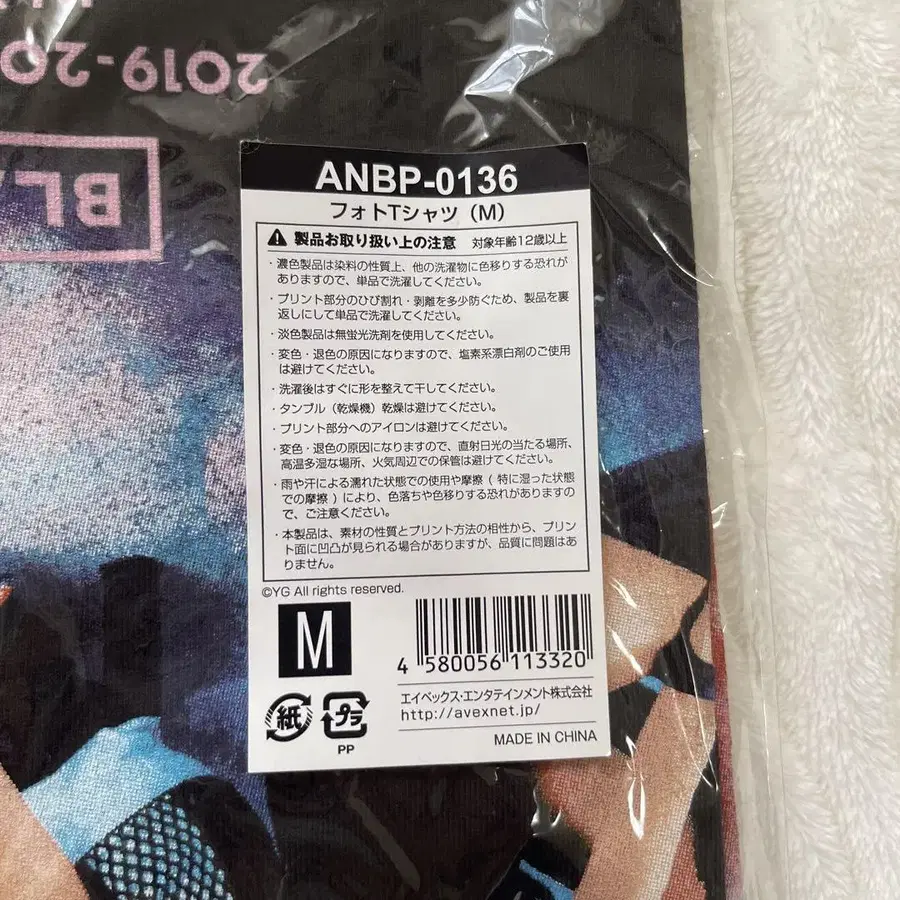 2019-20
BL
ANBP-0136
フォトTシャツ（M）
製品お取り扱い上の注意 対象年齢12歳以上
・濃色製品は染料の性質上、他の洗濯物に色移りする恐れが
ありますので、単品で洗濯してください。
・プリント部分のひび割れ・剥離を多少防ぐため、製品を裏
返しにして単品で洗濯してください。
・淡色製品は無蛍光洗剤を使用してください。
・変色・退色の原因になりますので、塩素系漂白剤のご使用
は避けてください。
・洗濯後はすぐに形を整えて干してください。
・タンブル（乾燥機）乾燥は避けてください。
・プリント部分へのアイロンは避けてください。
・変色・退色の原因になりますので、直射日光の当たる場所、
高温多湿な場所、火気周辺での保管は避けてください。
・雨や汗による濡れた状態での使用や摩擦 ( 特に湿った状態
での摩擦 ) により、色落ちや色移りする恐れがありますの
で、ご注意ください。
・本製品は、素材の性質とプリント方法の相性から、プリン
ト面に凹凸が見られる場合がありますが、品質に問題はあ
りません。
©YG All rights reserved.
M
4 580056 113320
エイベックス・エンタテインメント株式会社
http://avexnet.jp/
紙
プラ
PP
MADE IN CHINA